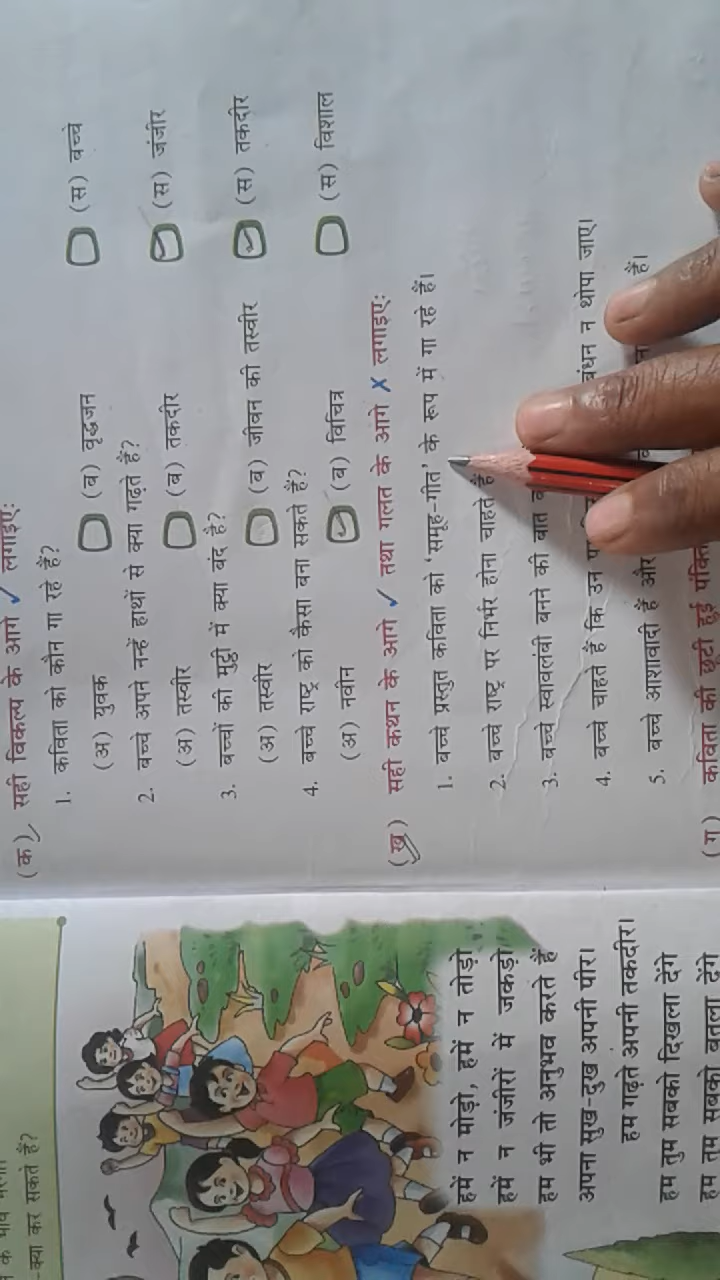 के भाव
-क्या कर सकते हैं?
हमें न मोड़ो, हमें न तोड़ो
हमें न जंजीरों में जकड़ो
हम भी तो अनुभव करते हैं
अपना सुख-दुख अपनी पीर।
हम गढ़ते अपनी तकदीर।
हम तुम सबको दिखला देंगे
हम तुम सबको बतला देंगे
(क) सही विकल्प के आगे ✓ लगाइए:
1. कविता को कौन गा रहे हैं?
(अ) युवक (ब) वृद्धजन (स) बच्चे
2. बच्चे अपने नन्हें हाथों से क्या गढ़ते हैं?
(अ) तस्वीर (ब) तकदीर (स) जंजीर
3. बच्चों की मुट्ठी में क्या बंद है?
(अ) तस्वीर (ब) जीवन की तस्वीर (स) तकदीर
4. बच्चे राष्ट्र को कैसा बना सकते हैं?
(अ) नवीन (ब) विचित्र (स) विशाल
(ख) सही कथन के आगे ✓ तथा गलत के आगे ✗ लगाइए:
1. बच्चे प्रस्तुत कविता को 'समूह-गीत' के रूप में गा रहे हैं।
2. बच्चे राष्ट्र पर निर्भर होना चाहते
3. बच्चे स्वावलंबी बनने की बात
4. बच्चे चाहते हैं कि उन बंधन न थोपा जाए।
5. बच्चे आशावादी हैं और हैं।
(ग) कविता की छूटी हुई